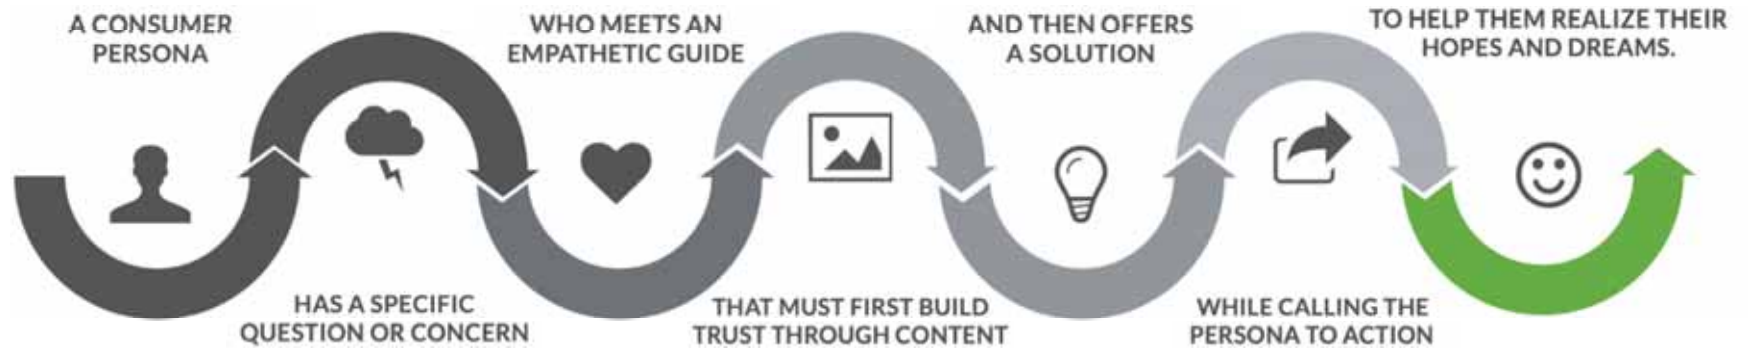 A CONSUMER
PERSONA
HAS A SPECIFIC
QUESTION OR CONCERN
WHO MEETS AN
EMPATHETIC GUIDE
THAT MUST FIRST BUILD
TRUST THROUGH CONTENT
AND THEN OFFERS
A SOLUTION
WHILE CALLING THE
PERSONA TO ACTION
TO HELP THEM REALIZE THEIR
HOPES AND DREAMS.